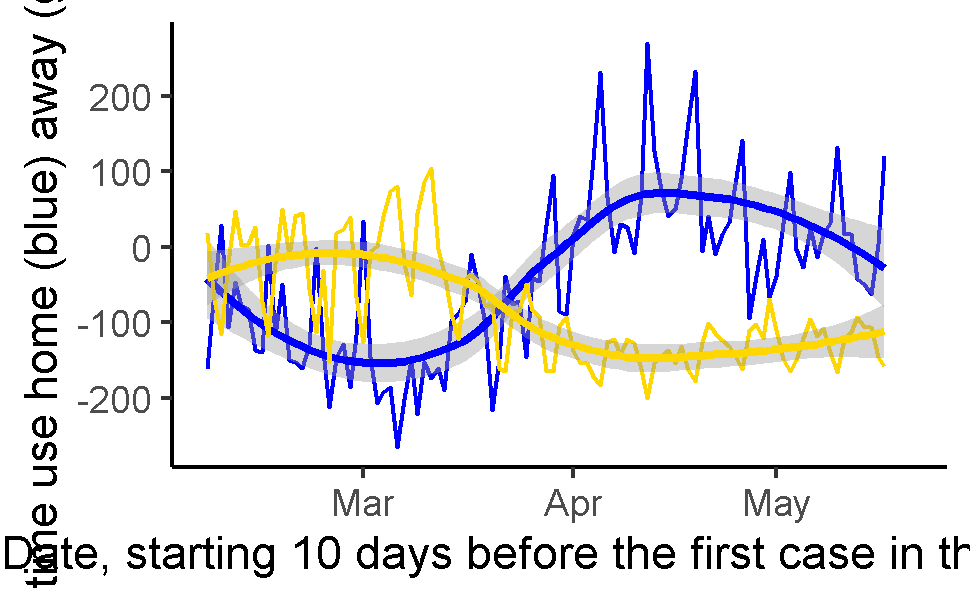 time use home (blue) away (
200
100
0
-100
-200
Mar Apr May
Date, starting 10 days before the first case in th